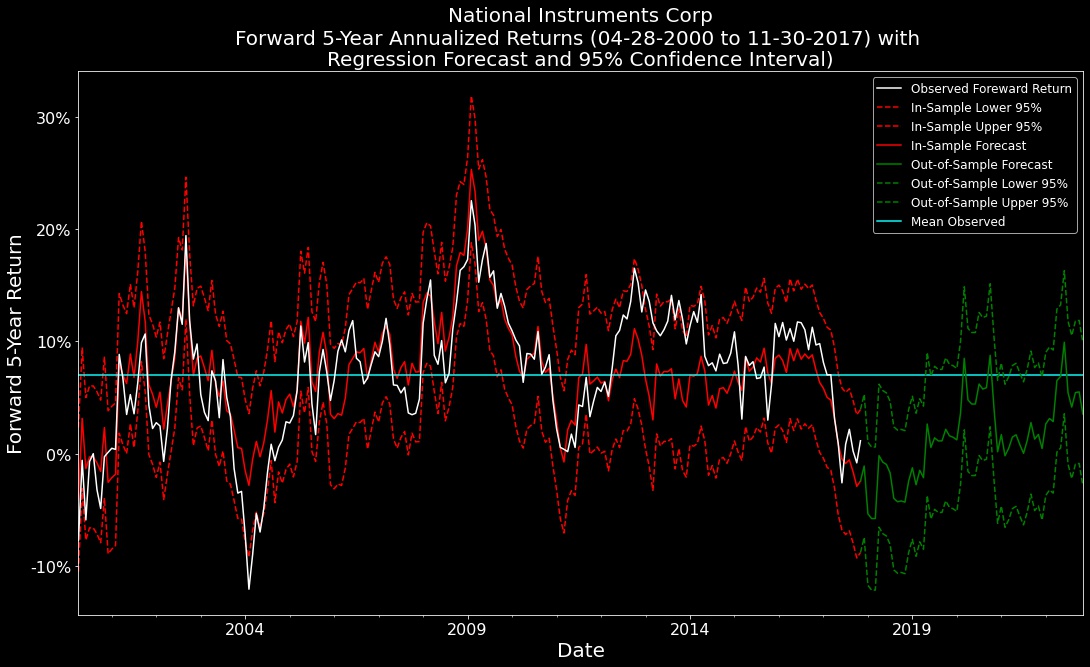 National Instruments Corp
Forward 5-Year Annualized Returns (04-28-2000 to 11-30-2017) with
Regression Forecast and 95% Confidence Interval)
Observed Foreward Return
In-Sample Lower 95%
In-Sample Upper 95%
In-Sample Forecast
Out-of-Sample Forecast
Out-of-Sample Lower 95%
Out-of-Sample Upper 95%
Mean Observed
Forward 5-Year Return
30%
20%
10%
0%
-10%
2004 2009 2014 2019
Date